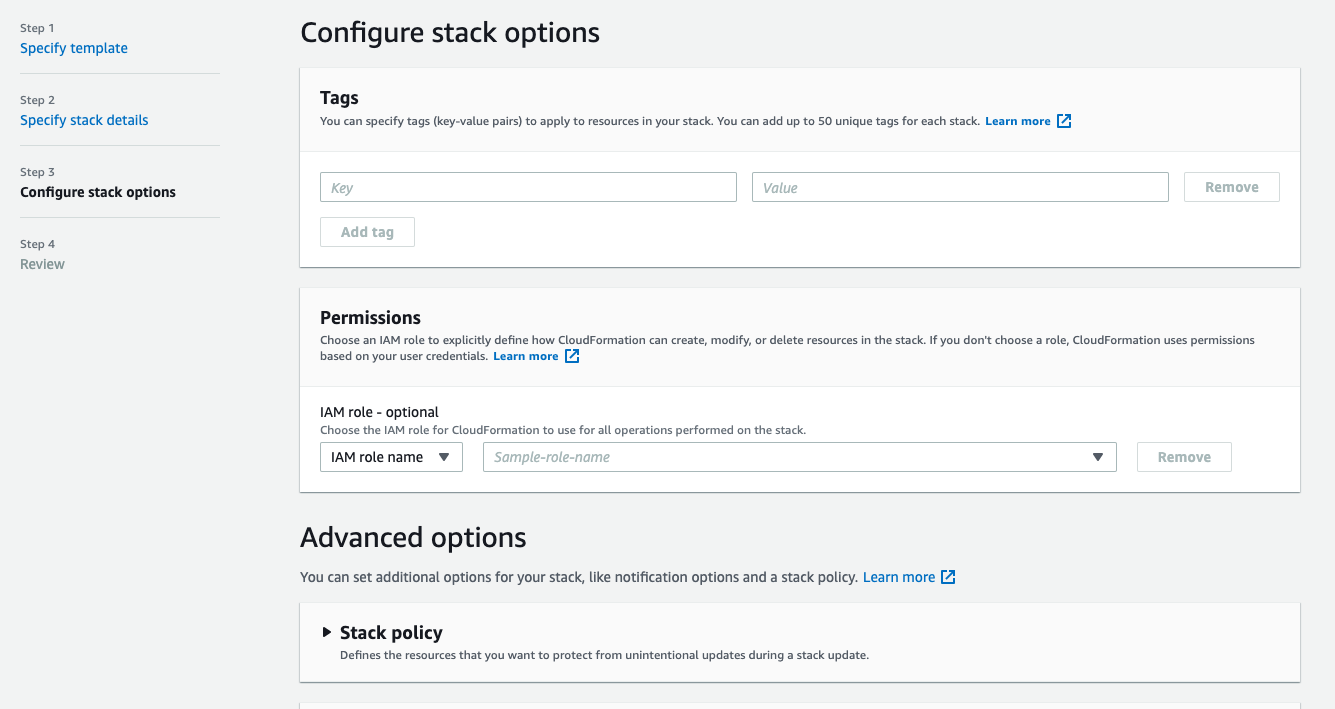 Step 1
Specify template
Step 2
Specify stack details
Step 3
Configure stack options
Step 4
Review
Configure stack options
Tags
You can specify tags (key-value pairs) to apply to resources in your stack. You can add up to 50 unique tags for each stack. Learn more
Key
Value
Remove
Add tag
Permissions
Choose an IAM role to explicitly define how CloudFormation can create, modify, or delete resources in the stack. If you don't choose a role, CloudFormation uses permissions
based on your user credentials. Learn more
IAM role - optional
Choose the IAM role for CloudFormation to use for all operations performed on the stack.
IAM role name
Sample-role-name
Remove
Advanced options
You can set additional options for your stack, like notification options and a stack policy. Learn more
Stack policy
Defines the resources that you want to protect from unintentional updates during a stack update.